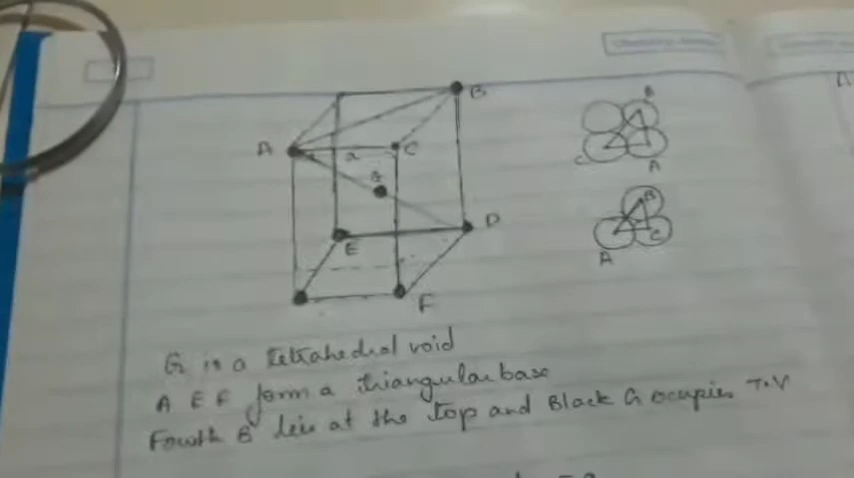 B
A
a
C
G
D
E
F
B
C
A
B
C
A
G is a tetrahedral void
A E F form a triangular base
Fourth B lies at the top and Black G occupies T.V